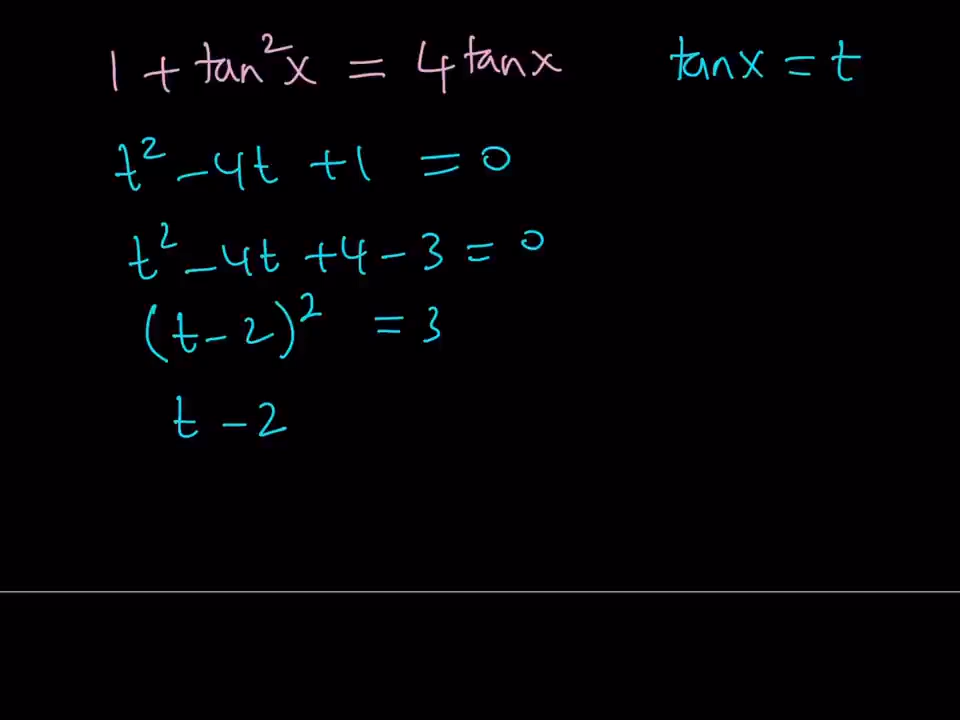 1 + tan²x = 4tanx tanx = t
t² - 4t + 1 = 0
t² - 4t + 4 - 3 = 0
(t - 2)² = 3
t - 2